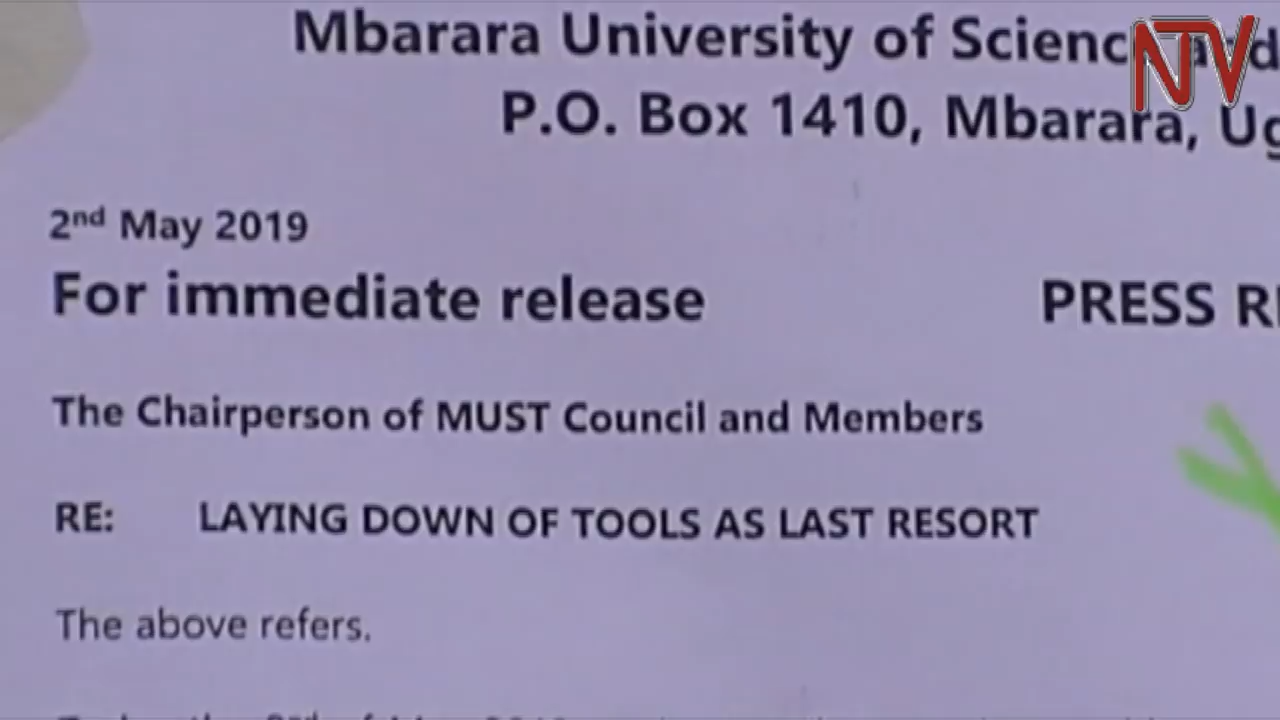 Mbarara University of Scienc
NTV
P.O. Box 1410, Mbarara, Ug
2nd May 2019
For immediate release PRESS R
The Chairperson of MUST Council and Members
RE: LAYING DOWN OF TOOLS AS LAST RESORT
The above refers.